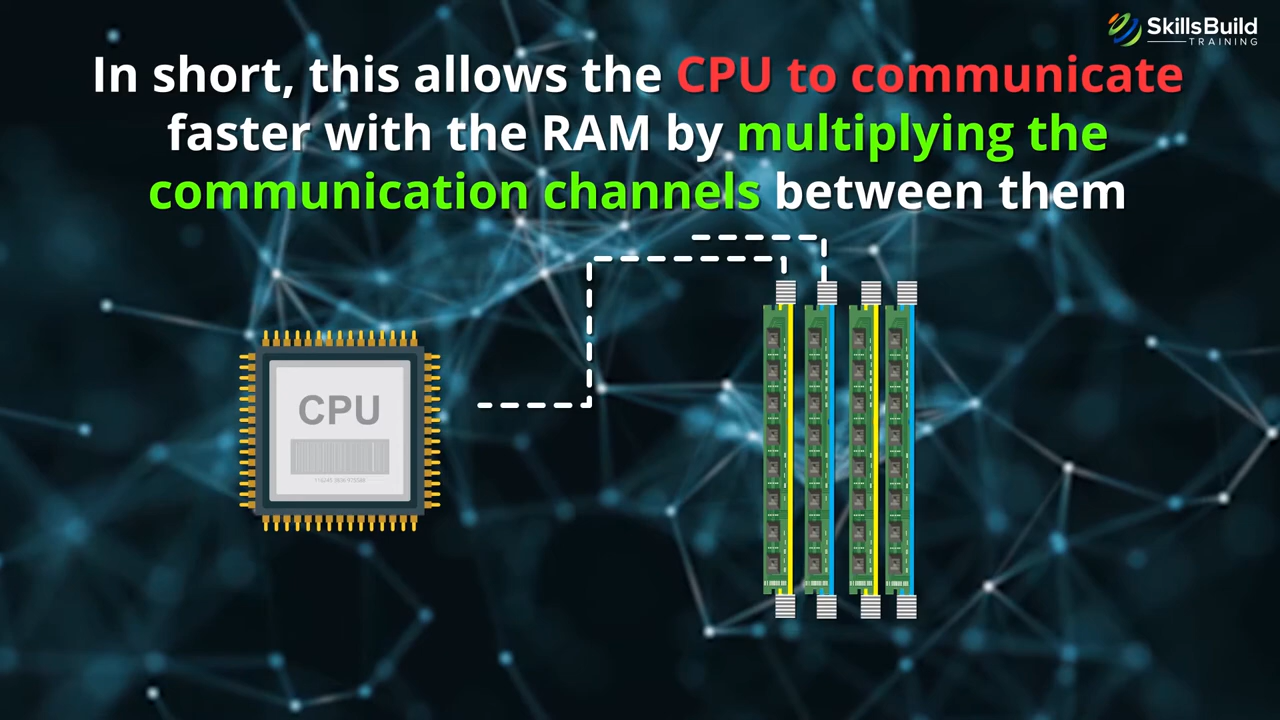 SkillsBuild
TRAINING
In short, this allows the CPU to communicate
faster with the RAM by multiplying the
communication channels between them
CPU